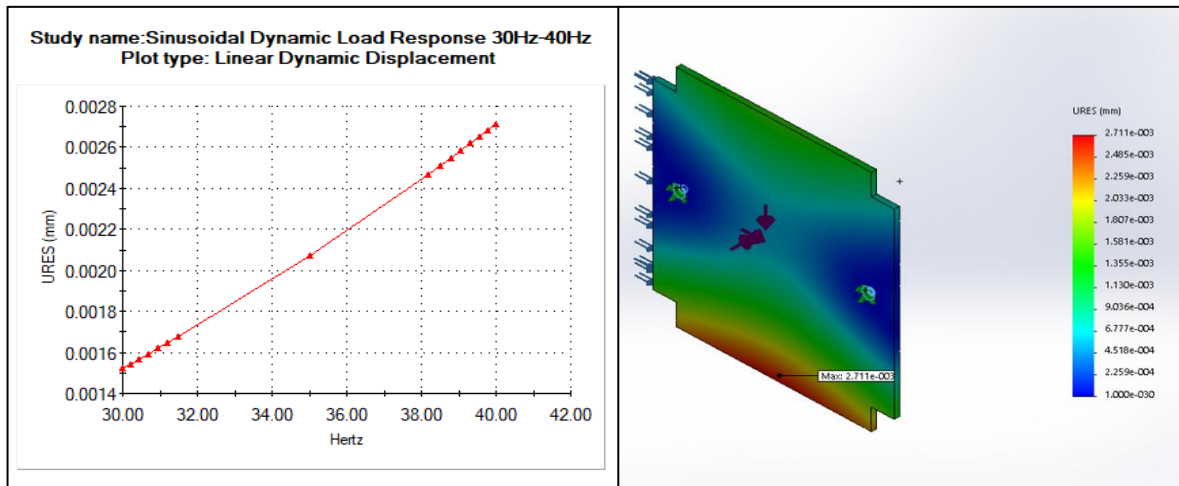 Study name:Sinusoidal Dynamic Load Response 30Hz-40Hz
Plot type: Linear Dynamic Displacement
0.0028
0.0026
0.0024
0.0022
0.0020
0.0018
0.0016
0.0014
URES (mm)
30.00 32.00 34.00 36.00 38.00 40.00 42.00
Hertz
URES (mm)
2.711e-003
2.485e-003
2.259e-003
2.033e-003
1.807e-003
1.581e-003
1.355e-003
1.130e-003
9.036e-004
6.777e-004
4.518e-004
2.259e-004
1.000e-030
Max: 2.711e-003